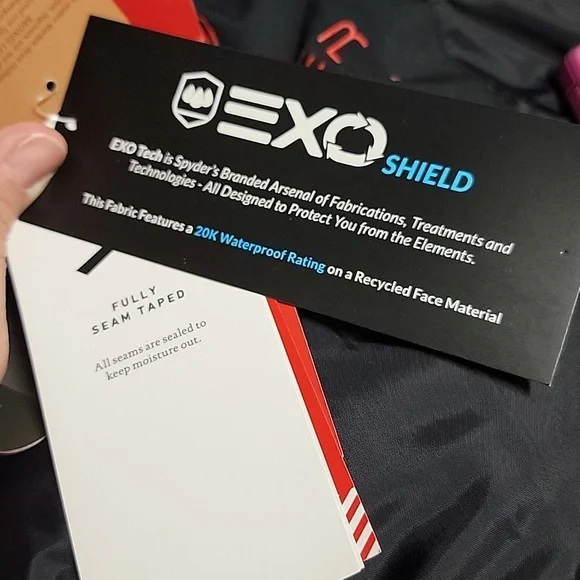 EXO SHIELD
EXO Tech is Spyder's Branded Arsenal of Fabrications, Treatments and
Technologies - All Designed to Protect You from the Elements.
This Fabric Features a 20K Waterproof Rating on a Recycled Face Material
FULLY
SEAM TAPED
All seams are sealed to
keep moisture out.